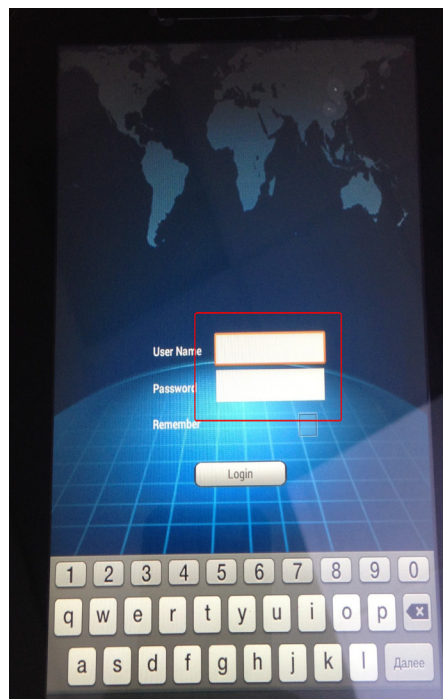 User Name
Password
Remember
Login
1 2 3 4 5 6 7 8 9 0
q w e r t y u i o p
a s d f g h j k l Далее